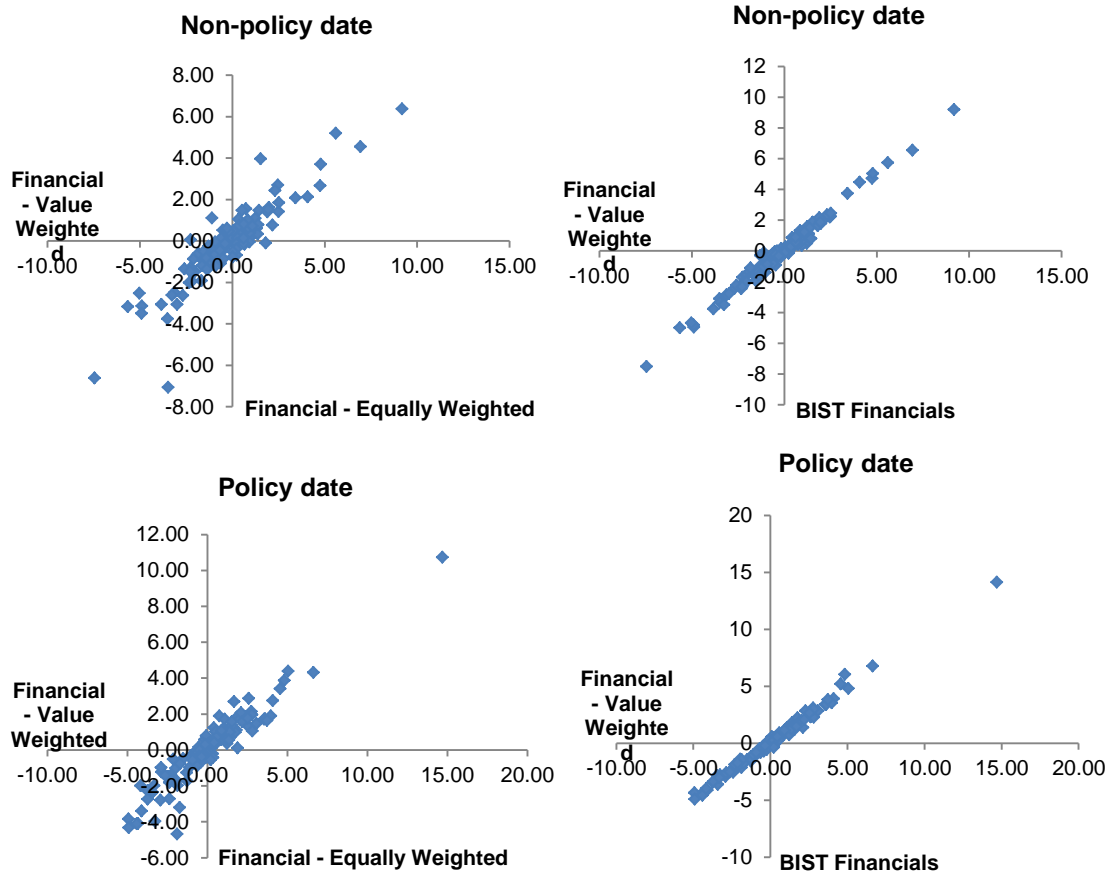 Non-policy date
8.00
6.00
4.00
2.00
0.00
-2.00
-4.00
-6.00
-8.00
-10.00 -5.00 0.00 5.00 10.00 15.00
Financial
- Value
Weighte
d
Financial - Equally Weighted
Non-policy date
12
10
8
6
4
2
0
-2
-4
-6
-8
-10
-10.00 -5.00 0.00 5.00 10.00 15.00
Financial
- Value
Weighte
d
BIST Financials
Policy date
12.00
10.00
8.00
6.00
4.00
2.00
0.00
-2.00
-4.00
-6.00
-10.00 -5.00 0.00 5.00 10.00 15.00 20.00
Financial
- Value
Weighted
Financial - Equally Weighted
Policy date
20
15
10
5
0
-5
-10
-10.00 -5.00 0.00 5.00 10.00 15.00 20.00
Financial
- Value
Weighte
d
BIST Financials